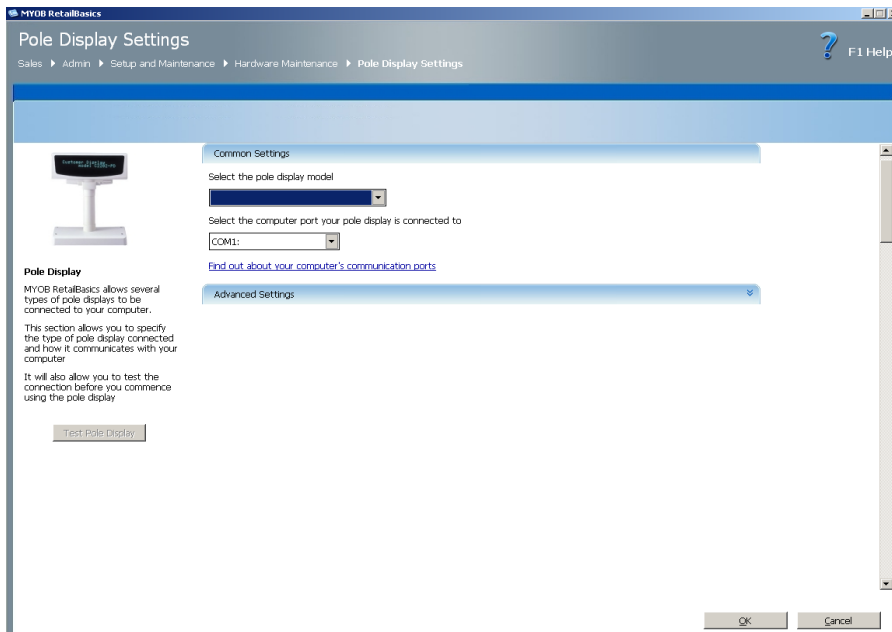 MYOB RetailBasics
Pole Display Settings
F1 Help
Sales ▶ Admin ▶ Setup and Maintenance ▶ Hardware Maintenance ▶ Pole Display Settings
Common Settings
Select the pole display model
Select the computer port your pole display is connected to
COM1:
Find out about your computer's communication ports
Advanced Settings
Customer Display
Pole Display
MYOB RetailBasics allows several
types of pole displays to be
connected to your computer.
This section allows you to specify
the type of pole display connected
and how it communicates with your
computer
It will also allow you to test the
connection before you commence
using the pole display
Test Pole Display
OK
Cancel